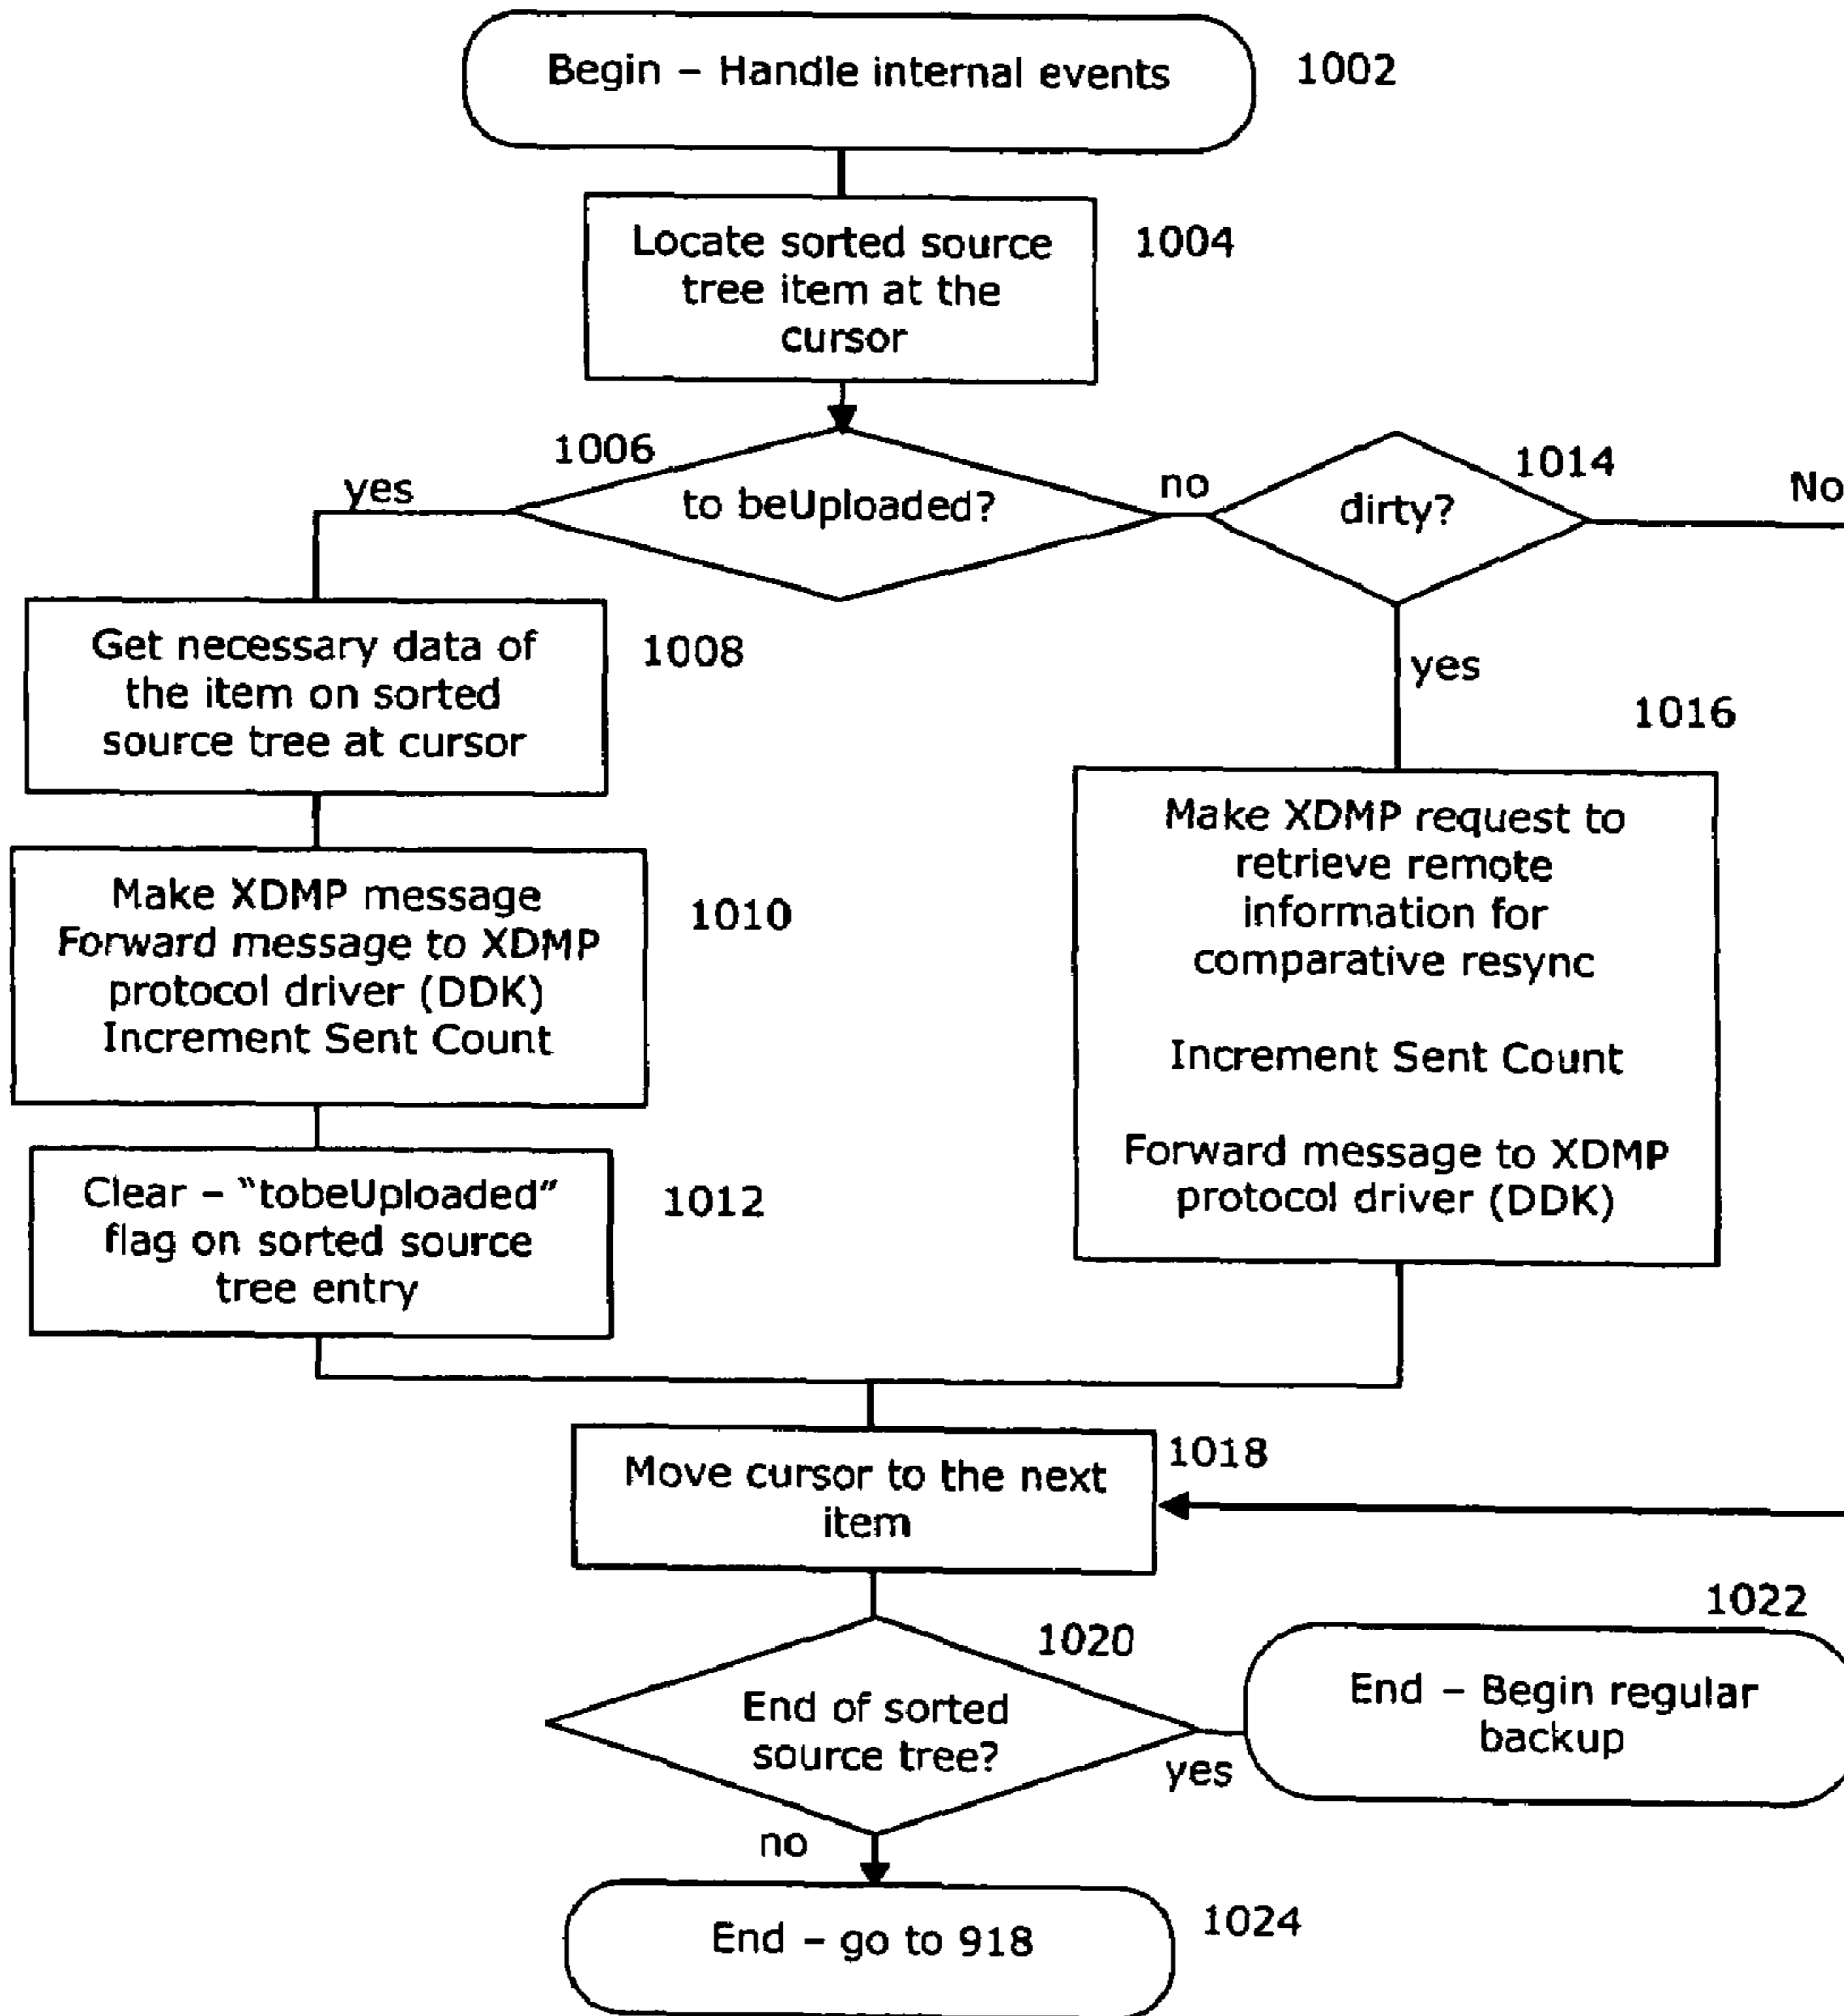 Begin – Handle internal events
1002
Locate sorted source
tree item at the
cursor
1004
1006
yes
to beUploaded?
no
dirty?
1014
No
Get necessary data of
the item on sorted
source tree at cursor
1008
yes
1016
Make XDMP message
Forward message to XDMP
protocol driver (DDK)
Increment Sent Count
1010
Make XDMP request to
retrieve remote
information for
comparative resync
Increment Sent Count
Forward message to XDMP
protocol driver (DDK)
Clear – “tobeUploaded”
flag on sorted source
tree entry
1012
Move cursor to the next
item
1018
1020
End of sorted
source tree?
yes
no
1022
End – Begin regular
backup
End – go to 918
1024